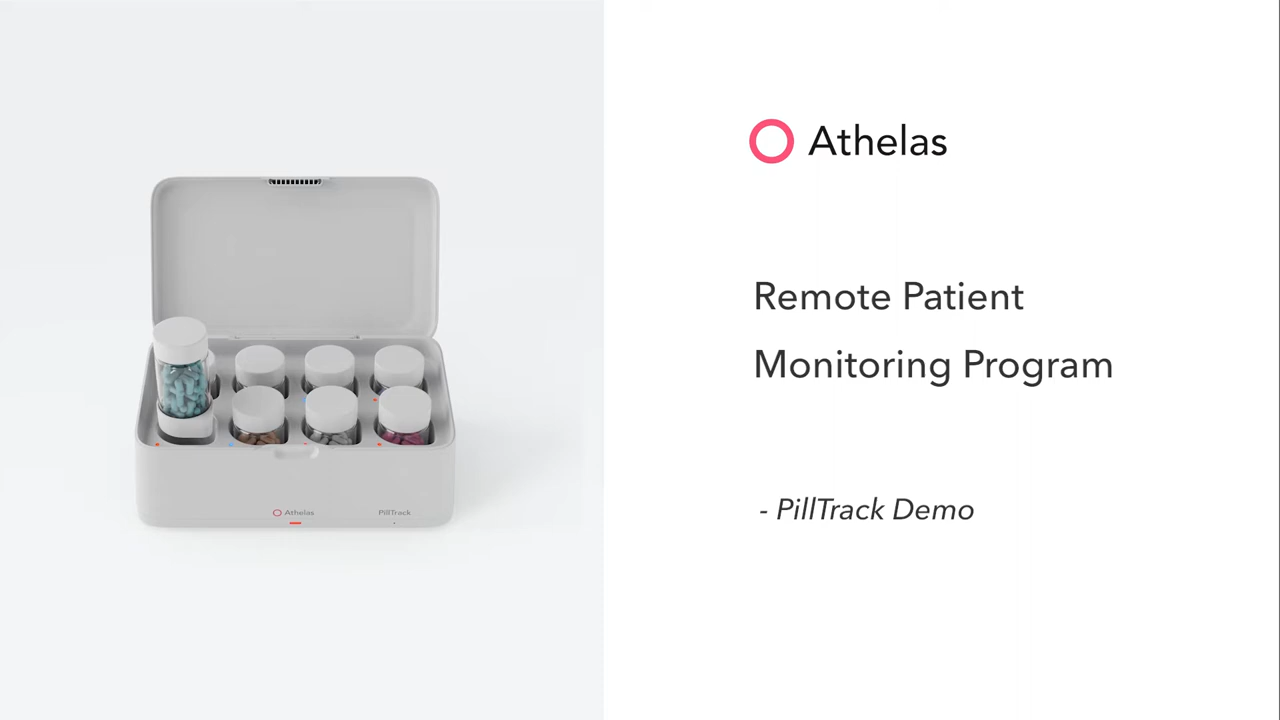 Athelas
Remote Patient
Monitoring Program
- PillTrack Demo
Athelas
PillTrack